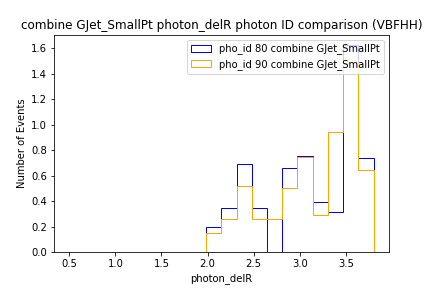 combine GJet_SmallPt photon_delR photon ID comparison (VBFHH)
pho_id 80 combine GJet_SmallPt
pho_id 90 combine GJet_SmallPt
Number of Events
1.6
1.4
1.2
1.0
0.8
0.6
0.4
0.2
0.0
0.5 1.0 1.5 2.0 2.5 3.0 3.5
photon_delR